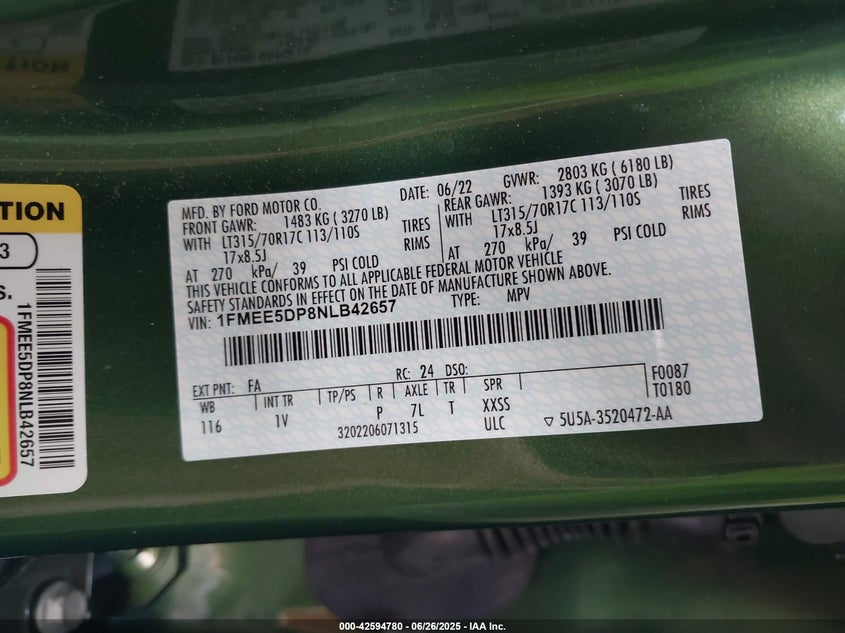 TION
3
S.
1FMEE5DP8NLB42657
MFD. BY FORD MOTOR CO. DATE: 06/22 GVWR: 2803 KG ( 6180 LB)
FRONT GAWR: 1483 KG ( 3270 LB) REAR GAWR: 1393 KG ( 3070 LB)
WITH LT315/70R17C 113/110S TIRES WITH LT315/70R17C 113/110S TIRES
17x8.5J RIMS 17x8.5J RIMS
AT 270 kPa/ 39 PSI COLD AT 270 kPa/ 39 PSI COLD
THIS VEHICLE CONFORMS TO ALL APPLICABLE FEDERAL MOTOR VEHICLE
SAFETY STANDARDS IN EFFECT ON THE DATE OF MANUFACTURE SHOWN ABOVE.
VIN: 1FMEE5DP8NLB42657 TYPE: MPV
RC: 24 DSO: F0087
EXT PNT: FA T0180
WB INT TR TP/PS R AXLE TR SPR
116 1V P 7L T XXSS
3202206071315 ULC ▽ 5U5A-3520472-AA
000-42594780 - 06/26/2025 - IAA Inc.